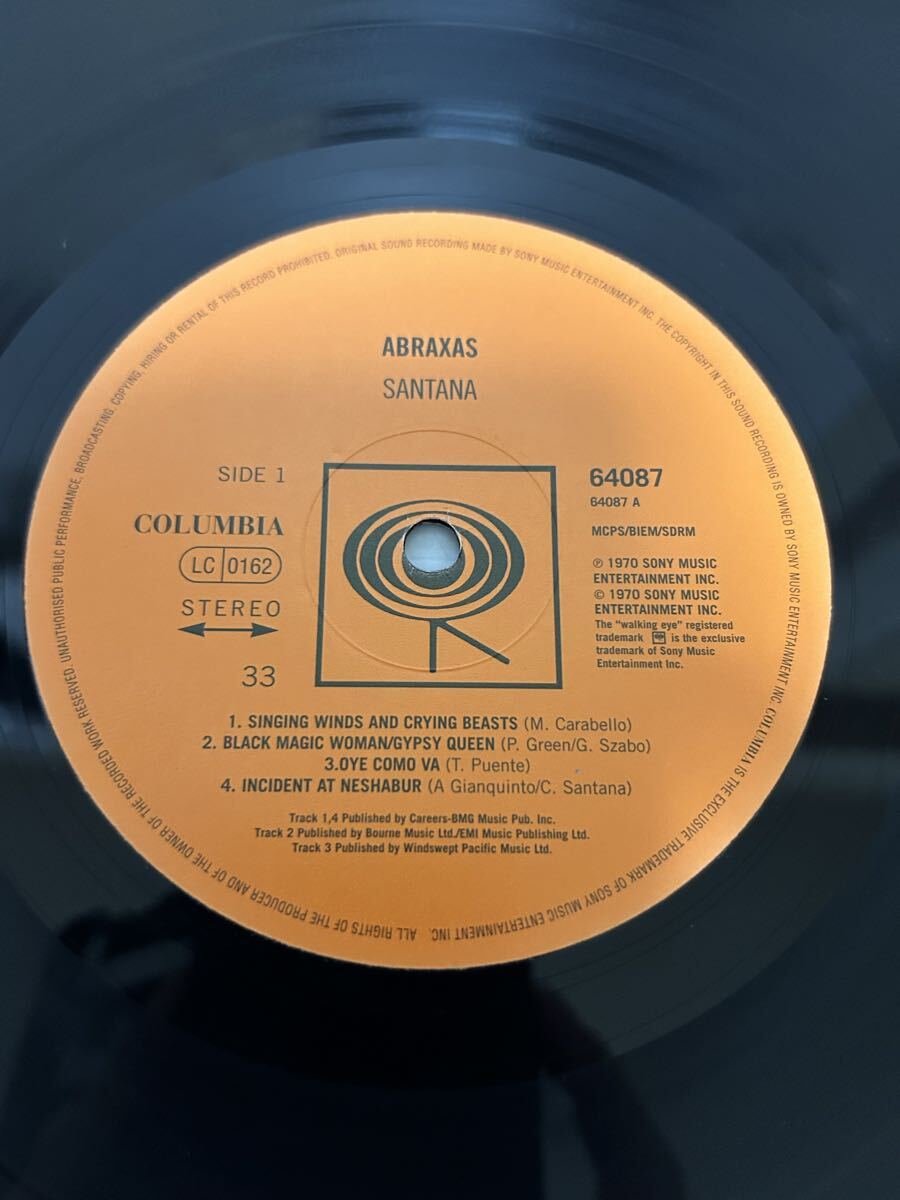 ABRAXAS
SANTANA
SIDE 1
COLUMBIA
LC 0162
STEREO
33
64087
64087 A
MCPS/BIEM/SDRM
℗ 1970 SONY MUSIC
ENTERTAINMENT INC.
© 1970 SONY MUSIC
ENTERTAINMENT INC.
The "walking eye" registered
trademark is the exclusive
trademark of Sony Music
Entertainment Inc.
1. SINGING WINDS AND CRYING BEASTS (M. Carabello)
2. BLACK MAGIC WOMAN/GYPSY QUEEN (P. Green/G. Szabo)
3.OYE COMO VA (T. Puente)
4. INCIDENT AT NESHABUR (A Gianquinto/C. Santana)
Track 1,4 Published by Careers-BMG Music Pub. Inc.
Track 2 Published by Bourne Music Ltd./EMI Music Publishing Ltd.
Track 3 Published by Windswept Pacific Music Ltd.
ALL RIGHTS OF THE PRODUCER AND OF THE OWNER OF THE RECORDED WORK RESERVED. UNAUTHORISED PUBLIC PERFORMANCE, BROADCASTING, COPYING, HIRING OR RENTAL OF THIS RECORD PROHIBITED. ORIGINAL SOUND RECORDING MADE BY SONY MUSIC ENTERTAINMENT INC. THE COPYRIGHT IN THIS SOUND RECORDING IS OWNED BY SONY MUSIC ENTERTAINMENT INC. COLUMBIA IS THE EXCLUSIVE TRADEMARK OF SONY MUSIC ENTERTAINMENT INC.